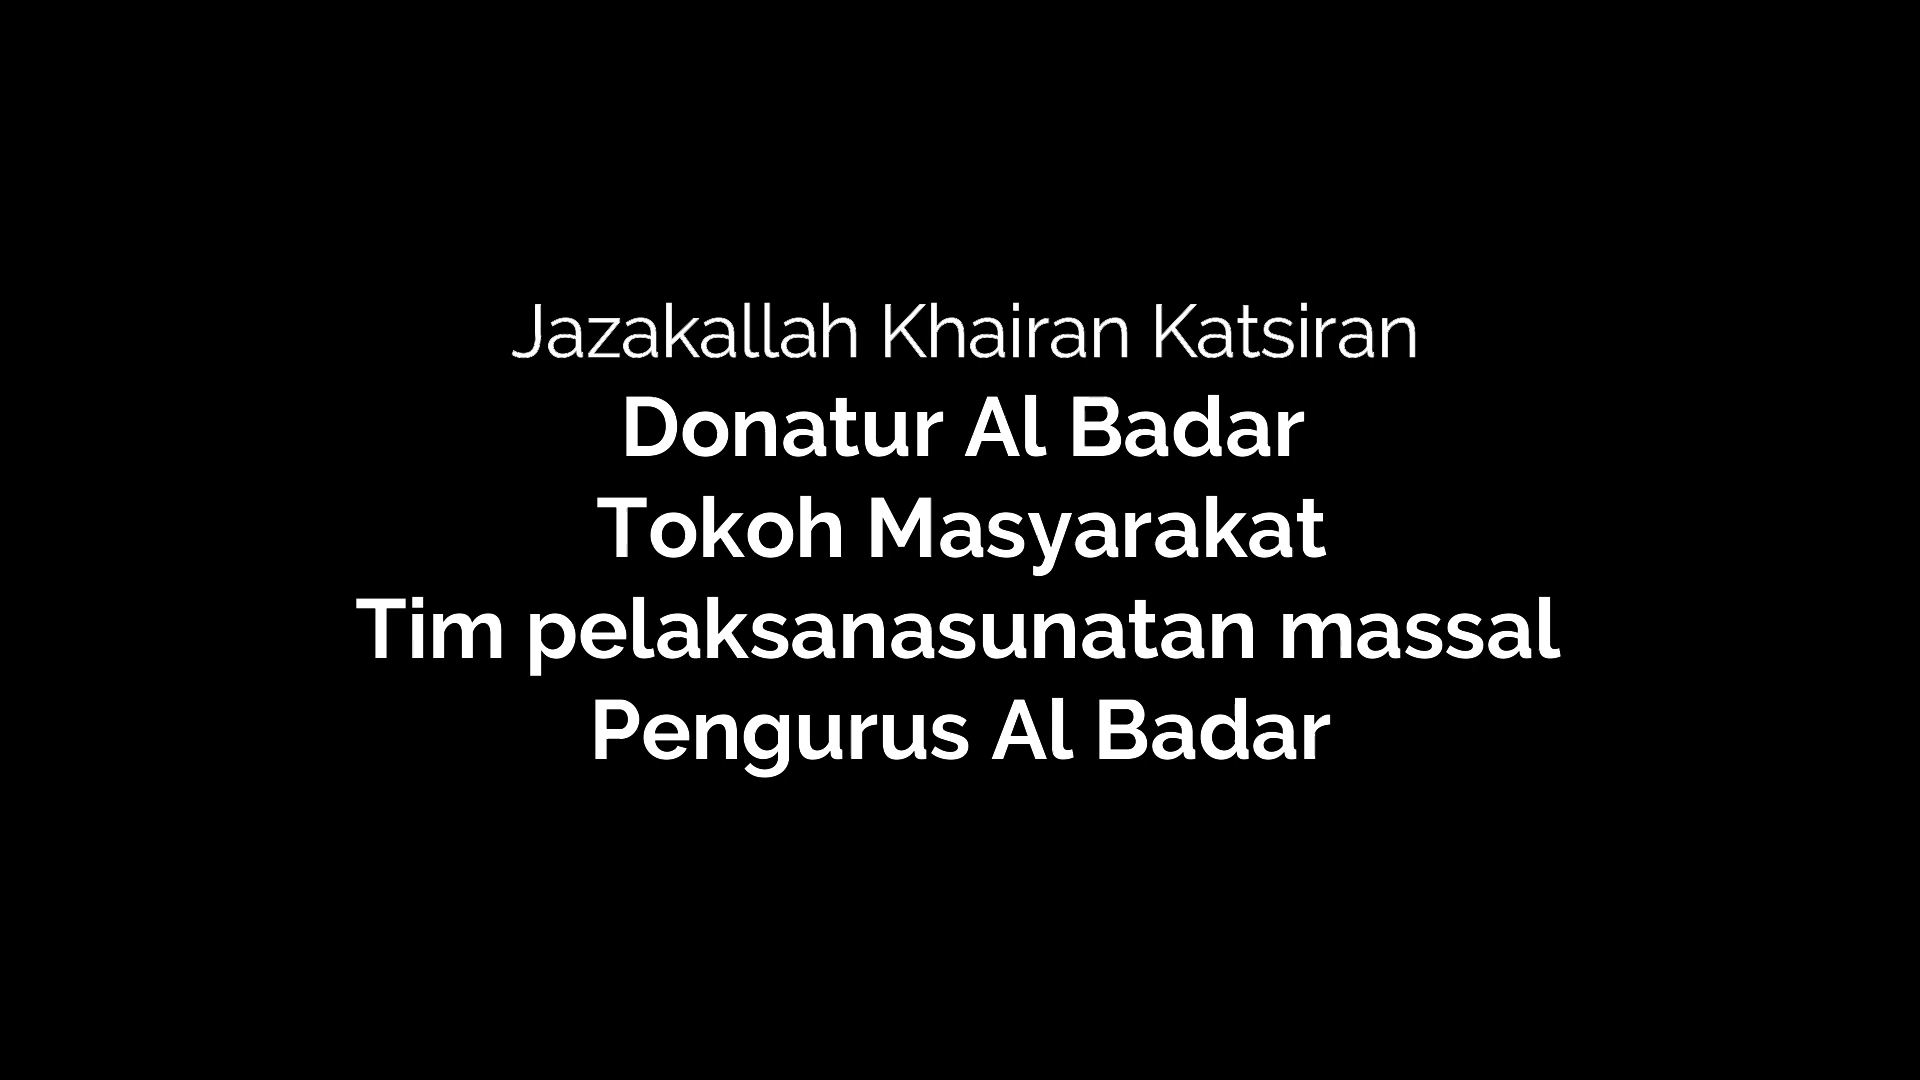 Jazakallah Khairan Katsiran
Donatur Al Badar
Tokoh Masyarakat
Tim pelaksanasunatan massal
Pengurus Al Badar